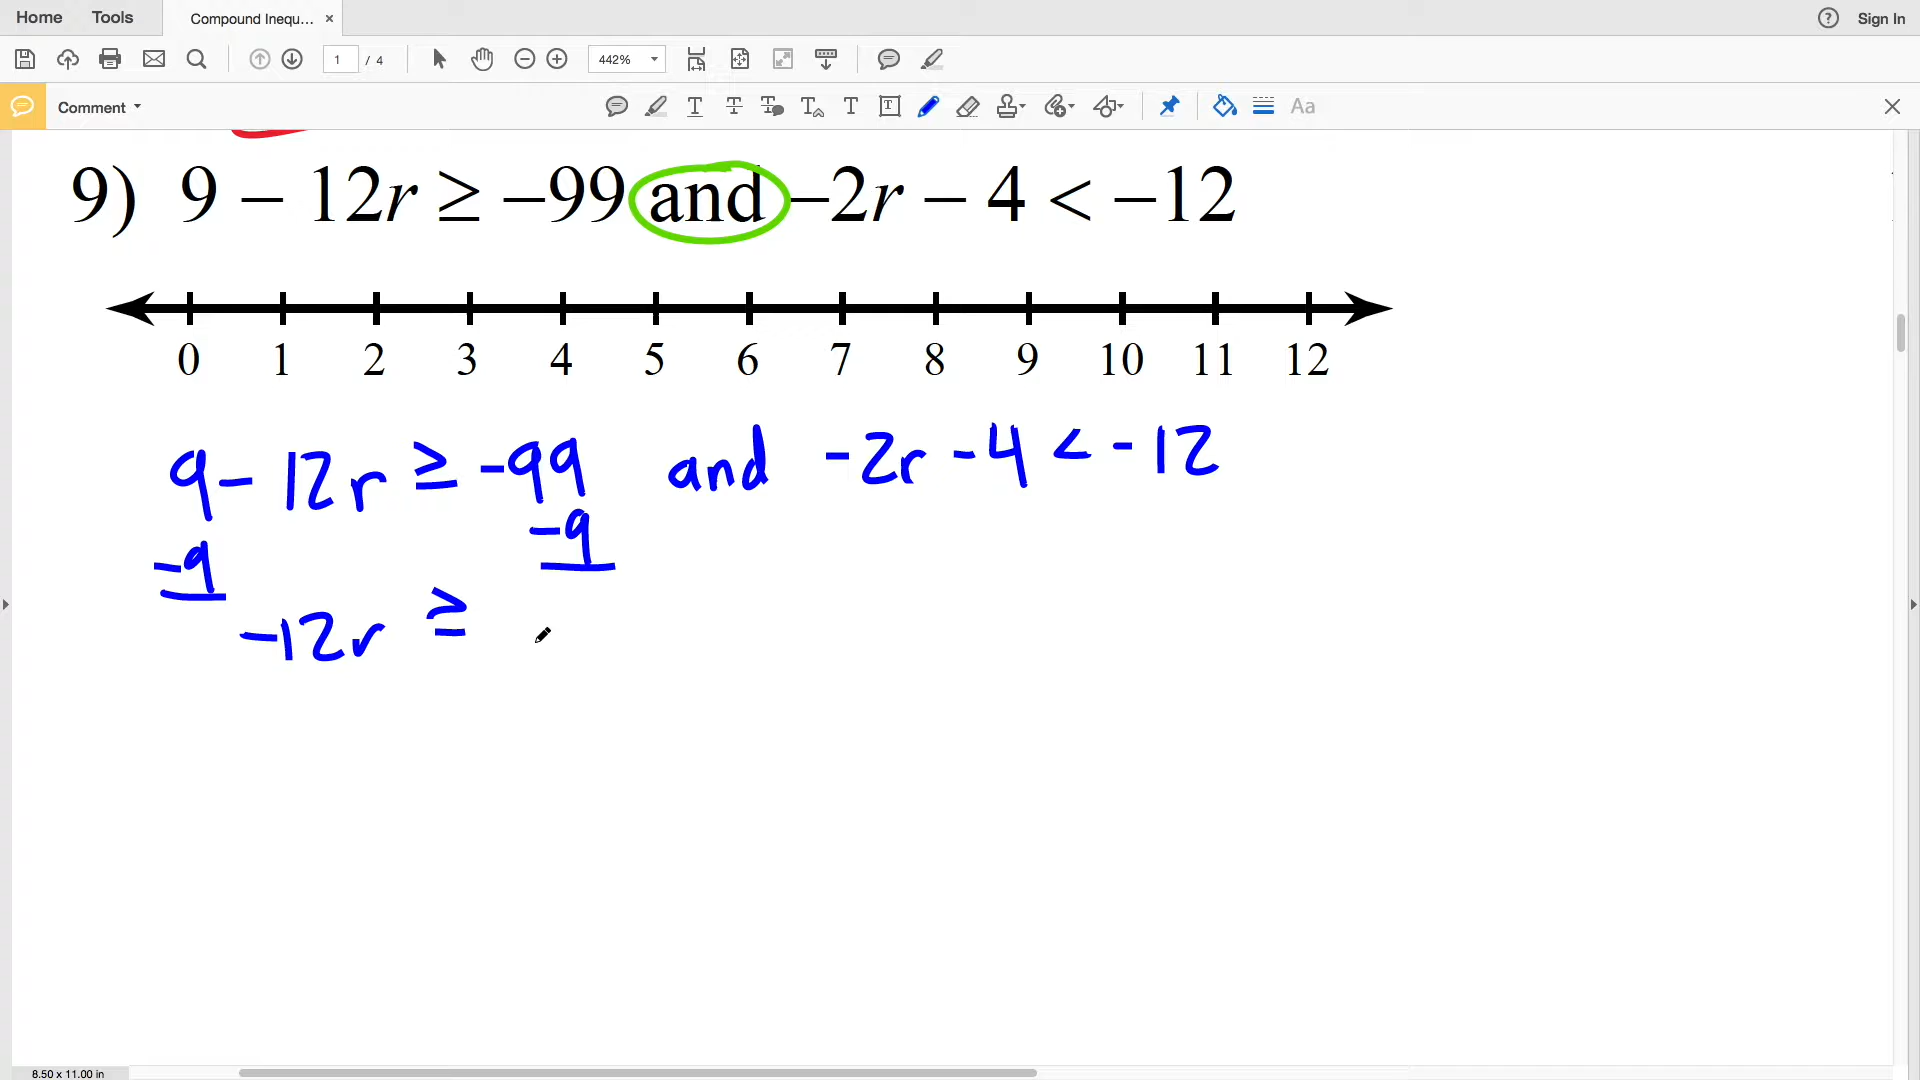 Home Tools Compound Inequ... × ? Sign In
1 / 4 442%
Comment T T T T T T Aa
9) 9 − 12r ≥ −99 and −2r − 4 < −12
0 1 2 3 4 5 6 7 8 9 10 11 12
9 - 12r ≥ -99 and -2r - 4 < -12
-9 -9
-12r ≥
8.50 x 11.00 in